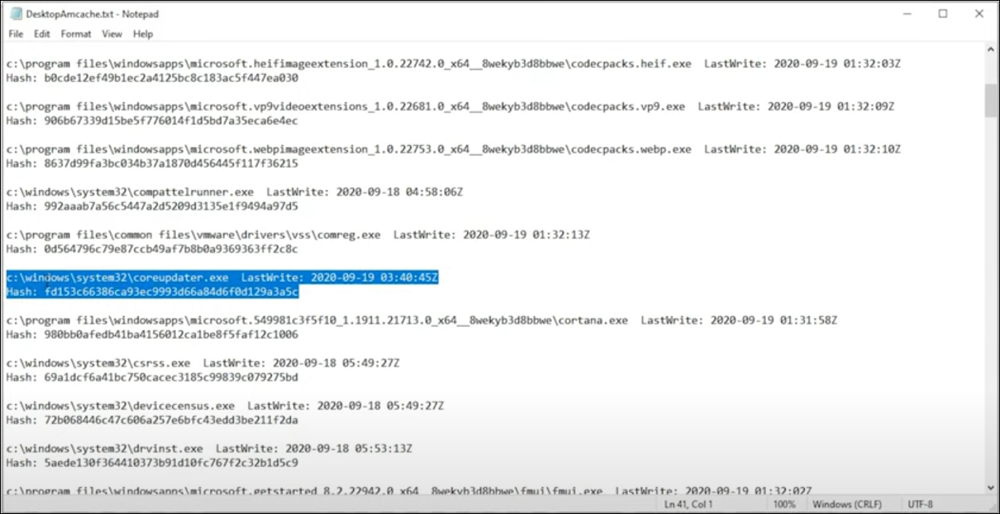 DesktopAmcache.txt - Notepad
File Edit Format View Help
c:\program files\windowsapps\microsoft.heifimageextension_1.0.22742.0_x64__8wekyb3d8bbwe\codecpacks.heif.exe LastWrite: 2020-09-19 01:32:03Z
Hash: b0cde12ef49b1ec2a4125bc8c183ac5f447ea030
c:\program files\windowsapps\microsoft.vp9videoextensions_1.0.22681.0_x64__8wekyb3d8bbwe\codecpacks.vp9.exe LastWrite: 2020-09-19 01:32:09Z
Hash: 906b67339d15be5f776014f1d5bd7a35eca6e4ec
c:\program files\windowsapps\microsoft.webpimageextension_1.0.22753.0_x64__8wekyb3d8bbwe\codecpacks.webp.exe LastWrite: 2020-09-19 01:32:10Z
Hash: 8637d99fa3bc034b37a1870d456445f117f36215
c:\windows\system32\compattelrunner.exe LastWrite: 2020-09-18 04:58:06Z
Hash: 992aaab7a56c5447a2d5209d3135e1f9494a97d5
c:\program files\common files\vmware\drivers\vss\comreg.exe LastWrite: 2020-09-19 01:32:13Z
Hash: 0d564796c79e87ccb49af7b8b0a9369363ff2c8c
c:\windows\system32\coreupdater.exe LastWrite: 2020-09-19 03:40:45Z
Hash: fd153c66386ca93ec9993d66a84d6f0d129a3a5c
c:\program files\windowsapps\microsoft.549981c3f5f10_1.1911.21713.0_x64__8wekyb3d8bbwe\cortana.exe LastWrite: 2020-09-19 01:31:58Z
Hash: 980bb0afedb41ba4156012ca1be8f5faf12c1006
c:\windows\system32\csrss.exe LastWrite: 2020-09-18 05:49:27Z
Hash: 69a1dcf6a41bc750cacec3185c99839c079275bd
c:\windows\system32\devicecensus.exe LastWrite: 2020-09-18 05:49:27Z
Hash: 72b068446c47c606a257e6bfc43edd3be211f2da
c:\windows\system32\drvinst.exe LastWrite: 2020-09-18 05:53:13Z
Hash: 5aede130f364410373b91d10fc767f2c32b1d5c9
c:\program files\windowsapps\microsoft.getstarted_8.2.22942.0_x64__8wekyb3d8bbwe\fmui\fmui.exe LastWrite: 2020-09-19 01:32:02Z
Ln 41, Col 1 100% Windows (CRLF) UTF-8